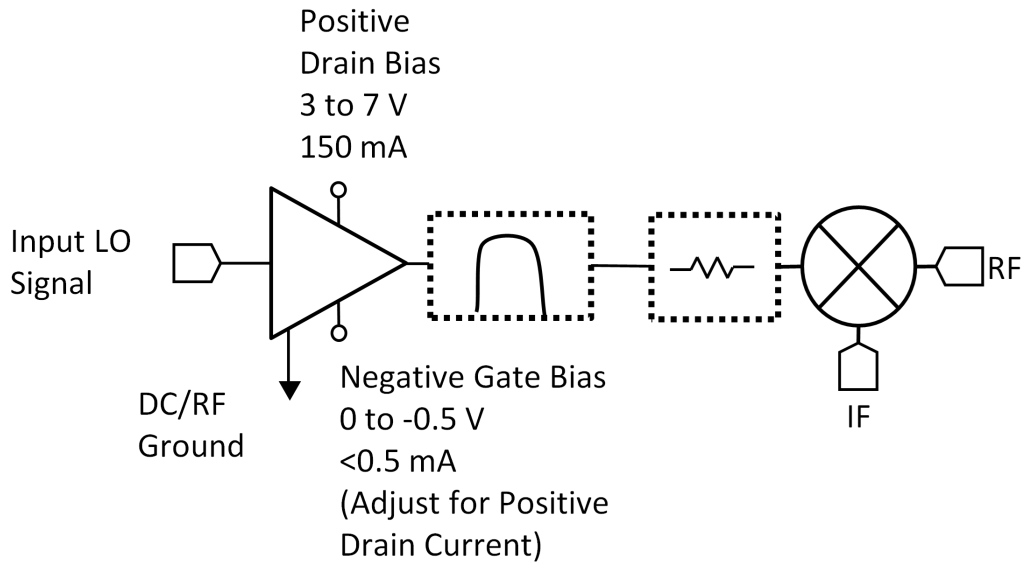 Positive
Drain Bias
3 to 7 V
150 mA
Input LO
Signal
RF
IF
DC/RF
Ground
Negative Gate Bias
0 to -0.5 V
<0.5 mA
(Adjust for Positive
Drain Current)